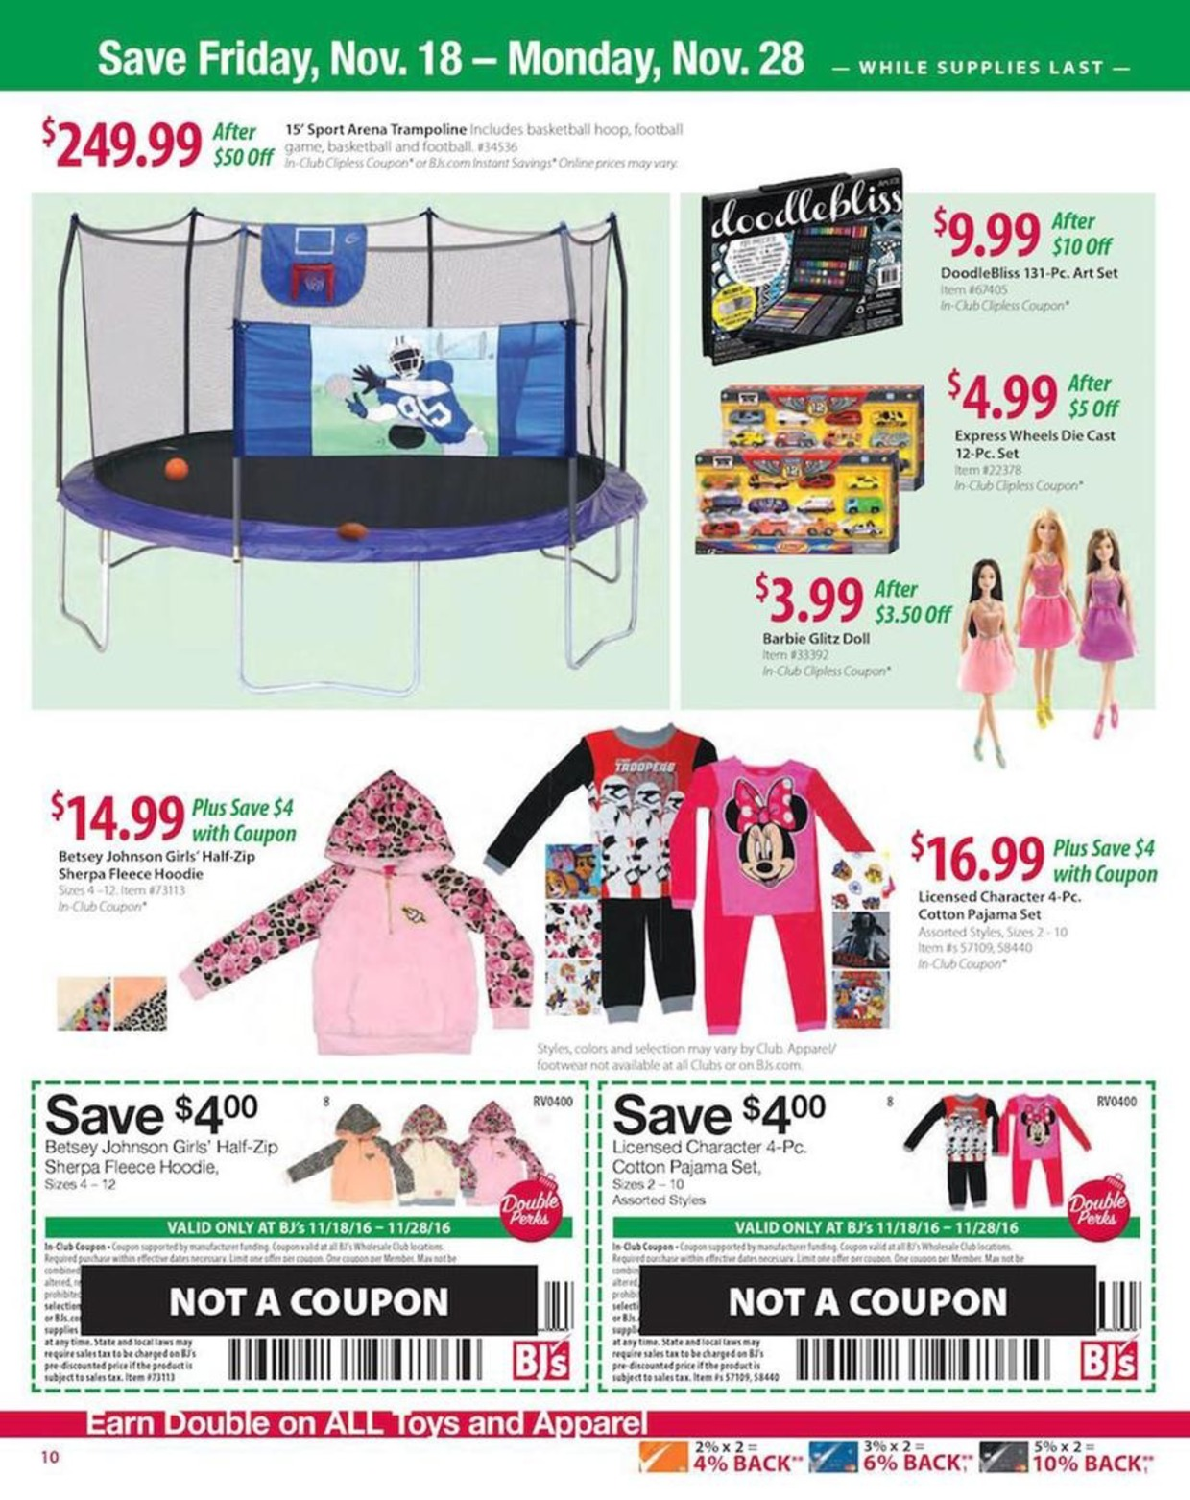 Save Friday, Nov. 18 – Monday, Nov. 28 — WHILE SUPPLIES LAST —
$249.99 After $50 Off
15' Sport Arena Trampoline Includes basketball hoop, football
game, basketball and football. #34536
In-Club Clipless Coupon* or BJs.com Instant Savings* Online prices may vary.
doodlebliss
$9.99 After $10 Off
DoodleBliss 131-Pc. Art Set
Item #67405
In-Club Clipless Coupon*
$4.99 After $5 Off
Express Wheels Die Cast
12-Pc. Set
Item #22378
In-Club Clipless Coupon*
85
12
$3.99 After $3.50 Off
Barbie Glitz Doll
Item #33392
In-Club Clipless Coupon*
TROOPERS
$14.99 Plus Save $4 with Coupon
Betsey Johnson Girls' Half-Zip
Sherpa Fleece Hoodie
Sizes 4 – 12. Item #73113
In-Club Coupon*
$16.99 Plus Save $4 with Coupon
Licensed Character 4-Pc.
Cotton Pajama Set
Assorted Styles, Sizes 2 - 10
Item #s 57109, 58440
In-Club Coupon*
Styles, colors and selection may vary by Club. Apparel/
footwear not available at all Clubs or on BJs.com.
Save $4.00
8
RV0400
Betsey Johnson Girls' Half-Zip
Sherpa Fleece Hoodie,
Sizes 4 – 12
Double
Perks
VALID ONLY AT BJ's 11/18/16 – 11/28/16
In-Club Coupon • Coupon supported by manufacturer funding. Coupon valid at all BJ's Wholesale Club locations.
Required purchase within effective dates necessary. Limit one offer per coupon. One coupon per Member. May not be
combined
altered, re
prohibited
selection
or BJs.co
supplies
NOT A COUPON
at any time. State and local laws may
require sales tax to be charged on BJ's
pre-discounted price if the product is
subject to sales tax. Item #73113
BJ's
Save $4.00
8
RV0400
Licensed Character 4-Pc.
Cotton Pajama Set,
Sizes 2 – 10
Assorted Styles
Double
Perks
VALID ONLY AT BJ's 11/18/16 – 11/28/16
In-Club Coupon • Coupon supported by manufacturer funding. Coupon valid at all BJ's Wholesale Club locations.
Required purchase within effective dates necessary. Limit one offer per coupon. One coupon per Member. May not be
combin
altered,
prohib
selecti
or BJs.
suppli
NOT A COUPON
at any time. State and local laws may
require sales tax to be charged on BJ's
pre-discounted price if the product is
subject to sales tax. Item #s 57109, 58440
BJ's
Earn Double on ALL Toys and Apparel
10
2% x 2 =
4% BACK**
3% x 2 =
6% BACK**
5% x 2 =
10% BACK**